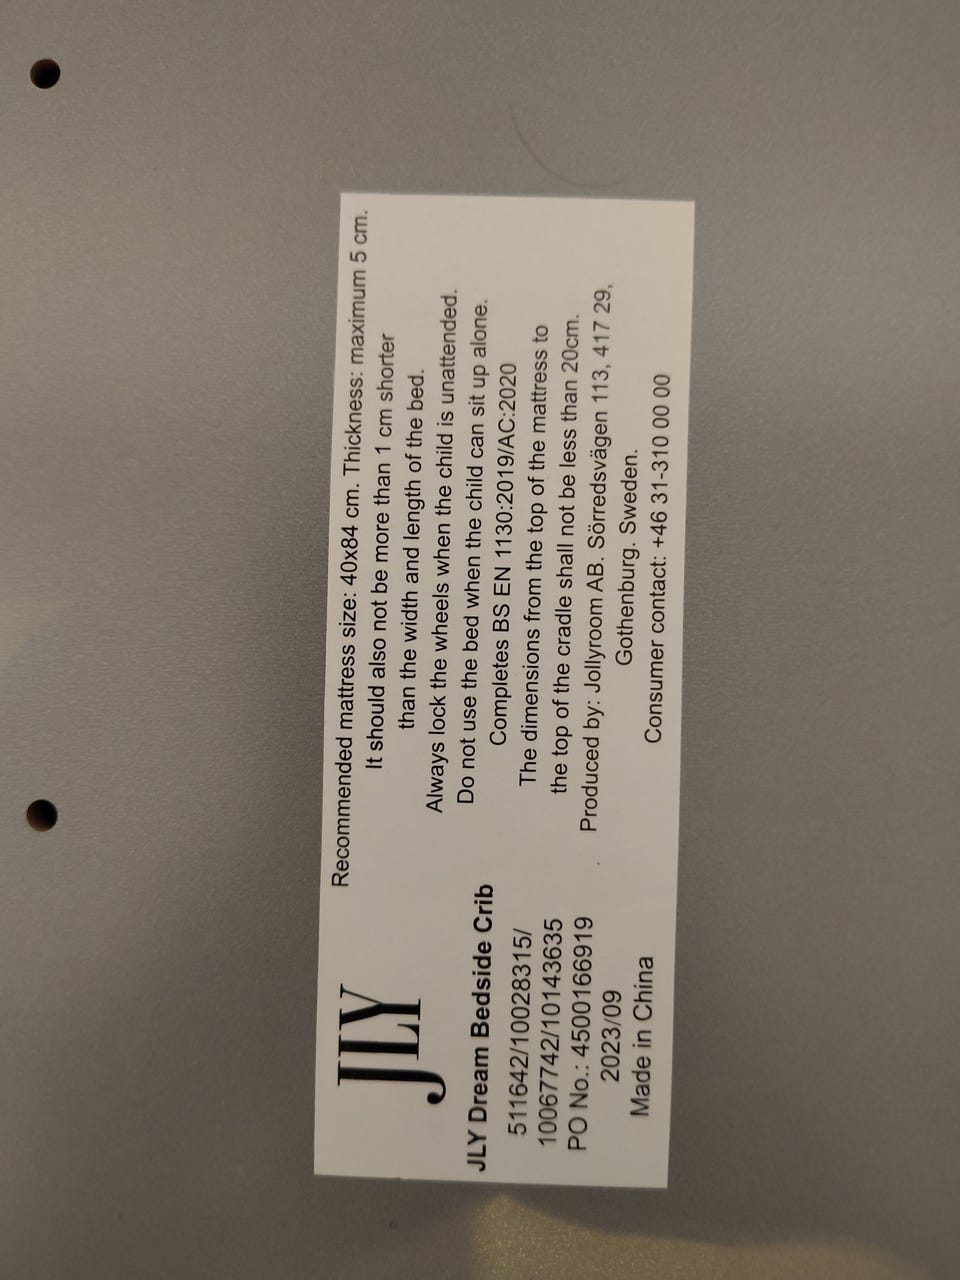 JLY
JLY Dream Bedside Crib
511642/10028315/
10067742/10143635
PO No.: 4500166919
2023/09
Made in China
Recommended mattress size: 40x84 cm. Thickness: maximum 5 cm.
It should also not be more than 1 cm shorter
than the width and length of the bed.
Always lock the wheels when the child is unattended.
Do not use the bed when the child can sit up alone.
Completes BS EN 1130:2019/AC:2020
The dimensions from the top of the mattress to
the top of the cradle shall not be less than 20cm.
Produced by: Jollyroom AB. Sörredsvägen 113, 417 29,
Gothenburg. Sweden.
Consumer contact: +46 31-310 00 00